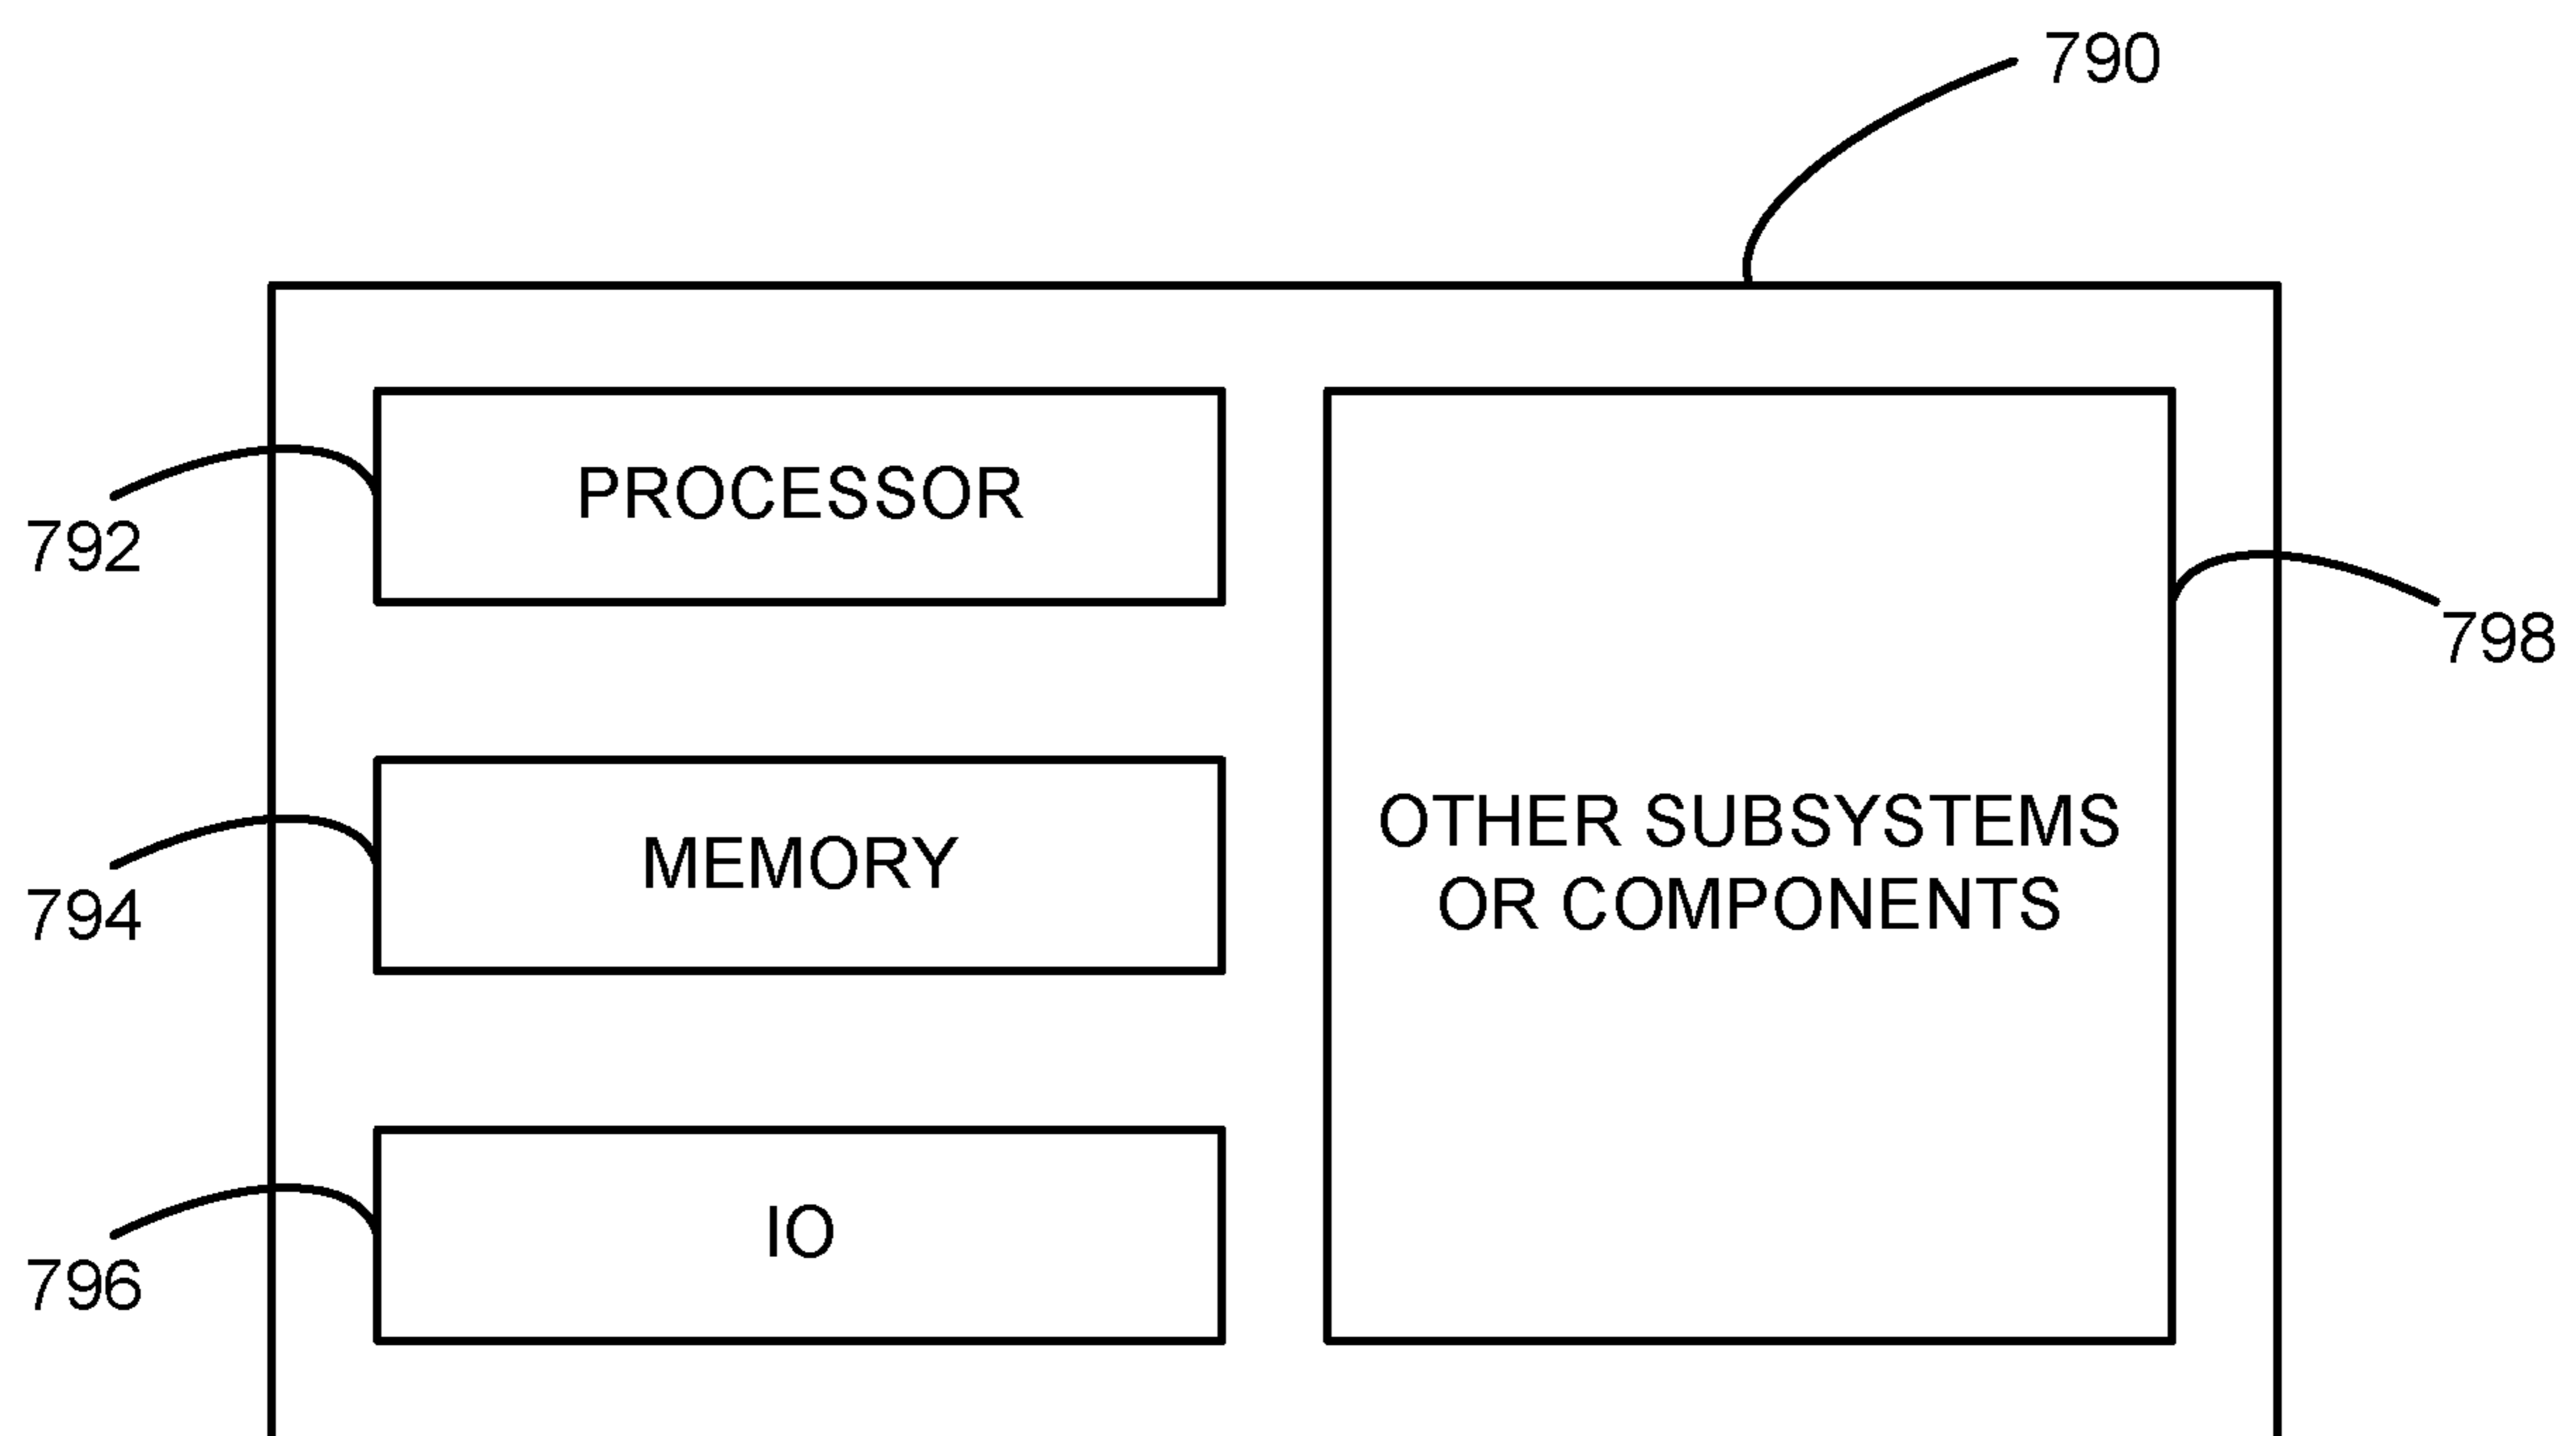 790
PROCESSOR
792
798
MEMORY
OTHER SUBSYSTEMS
OR COMPONENTS
794
IO
796